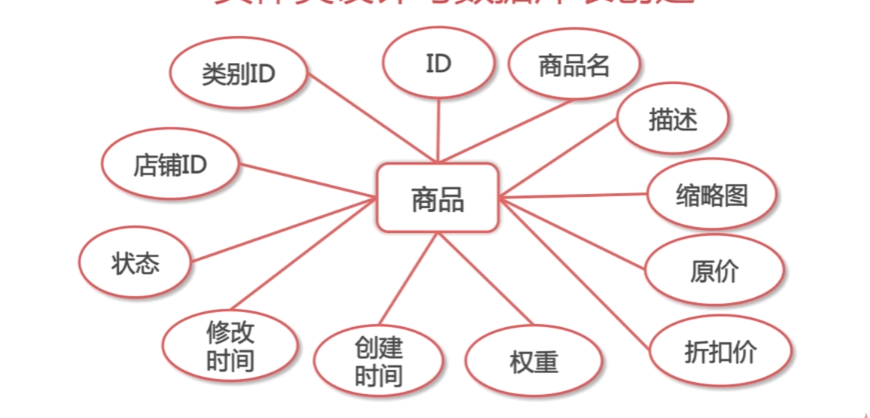 类别ID
ID
商品名
描述
店铺ID
商品
缩略图
状态
原价
修改
时间
创建
时间
权重
折扣价